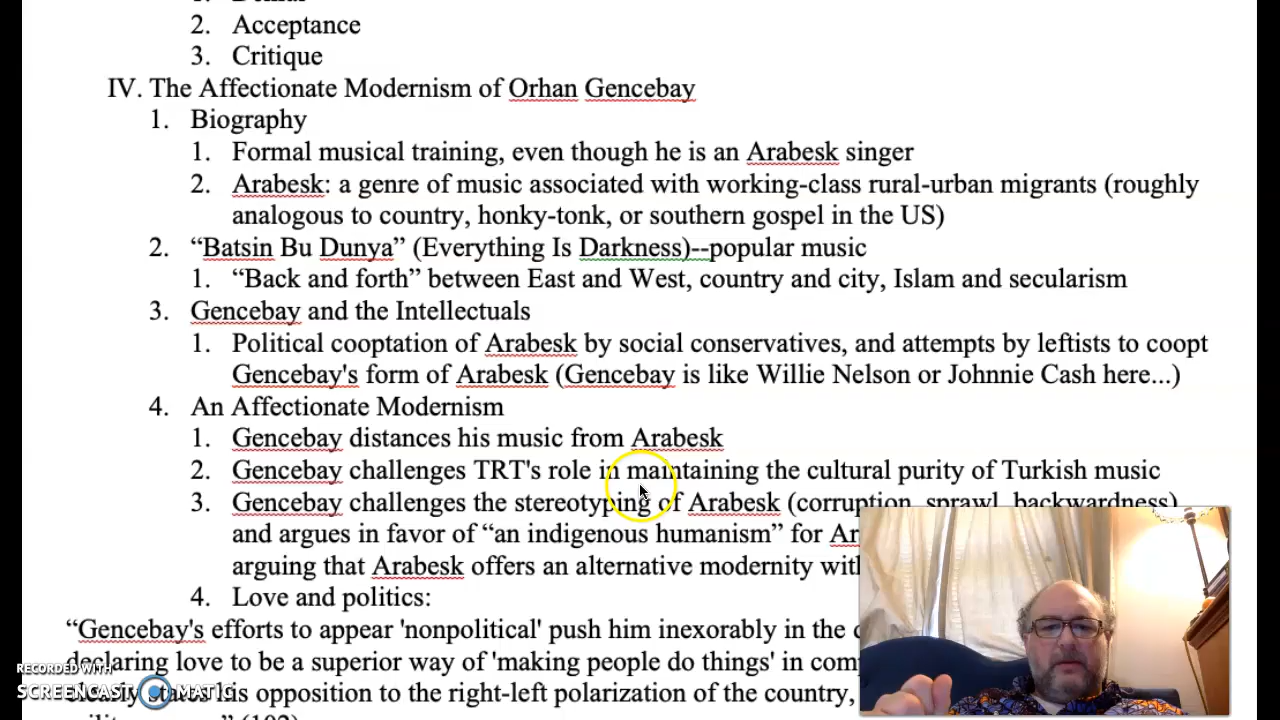 2. Acceptance
3. Critique
IV. The Affectionate Modernism of Orhan Gencebay
1. Biography
1. Formal musical training, even though he is an Arabesk singer
2. Arabesk: a genre of music associated with working-class rural-urban migrants (roughly
analogous to country, honky-tonk, or southern gospel in the US)
2. “Batsin Bu Dunya” (Everything Is Darkness)--popular music
1. “Back and forth” between East and West, country and city, Islam and secularism
3. Gencebay and the Intellectuals
1. Political cooptation of Arabesk by social conservatives, and attempts by leftists to coopt
Gencebay's form of Arabesk (Gencebay is like Willie Nelson or Johnnie Cash here...)
4. An Affectionate Modernism
1. Gencebay distances his music from Arabesk
2. Gencebay challenges TRT's role in maintaining the cultural purity of Turkish music
3. Gencebay challenges the stereotyping of Arabesk (corruption, sprawl, backwardness)
and argues in favor of “an indigenous humanism” for
arguing that Arabesk offers an alternative modernity
4. Love and politics:
“Gencebay's efforts to appear 'nonpolitical' push him inexorably in the
declaring love to be a superior way of 'making people do things' in
his opposition to the right-left polarization of the country,
RECORDED WITH
SCREENCAST-O-MATIC